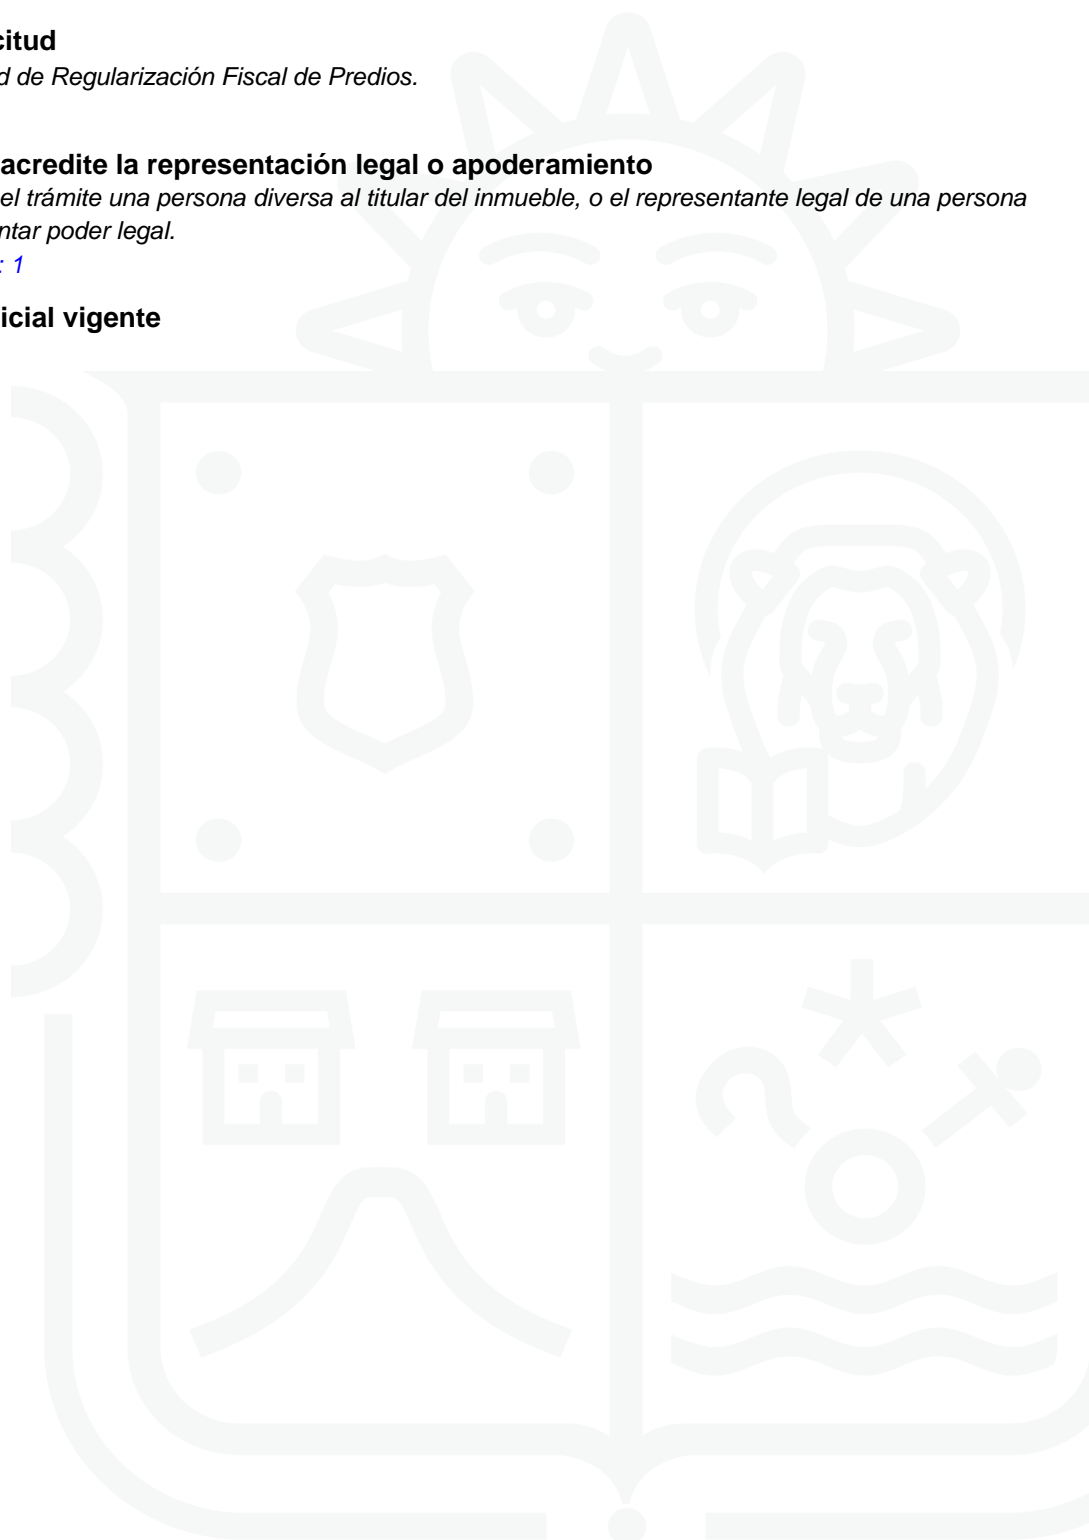 citud
d de Regularización Fiscal de Predios.
acredite la representación legal o apoderamiento
el trámite una persona diversa al titular del inmueble, o el representante legal de una persona
ntar poder legal.
: 1
icial vigente